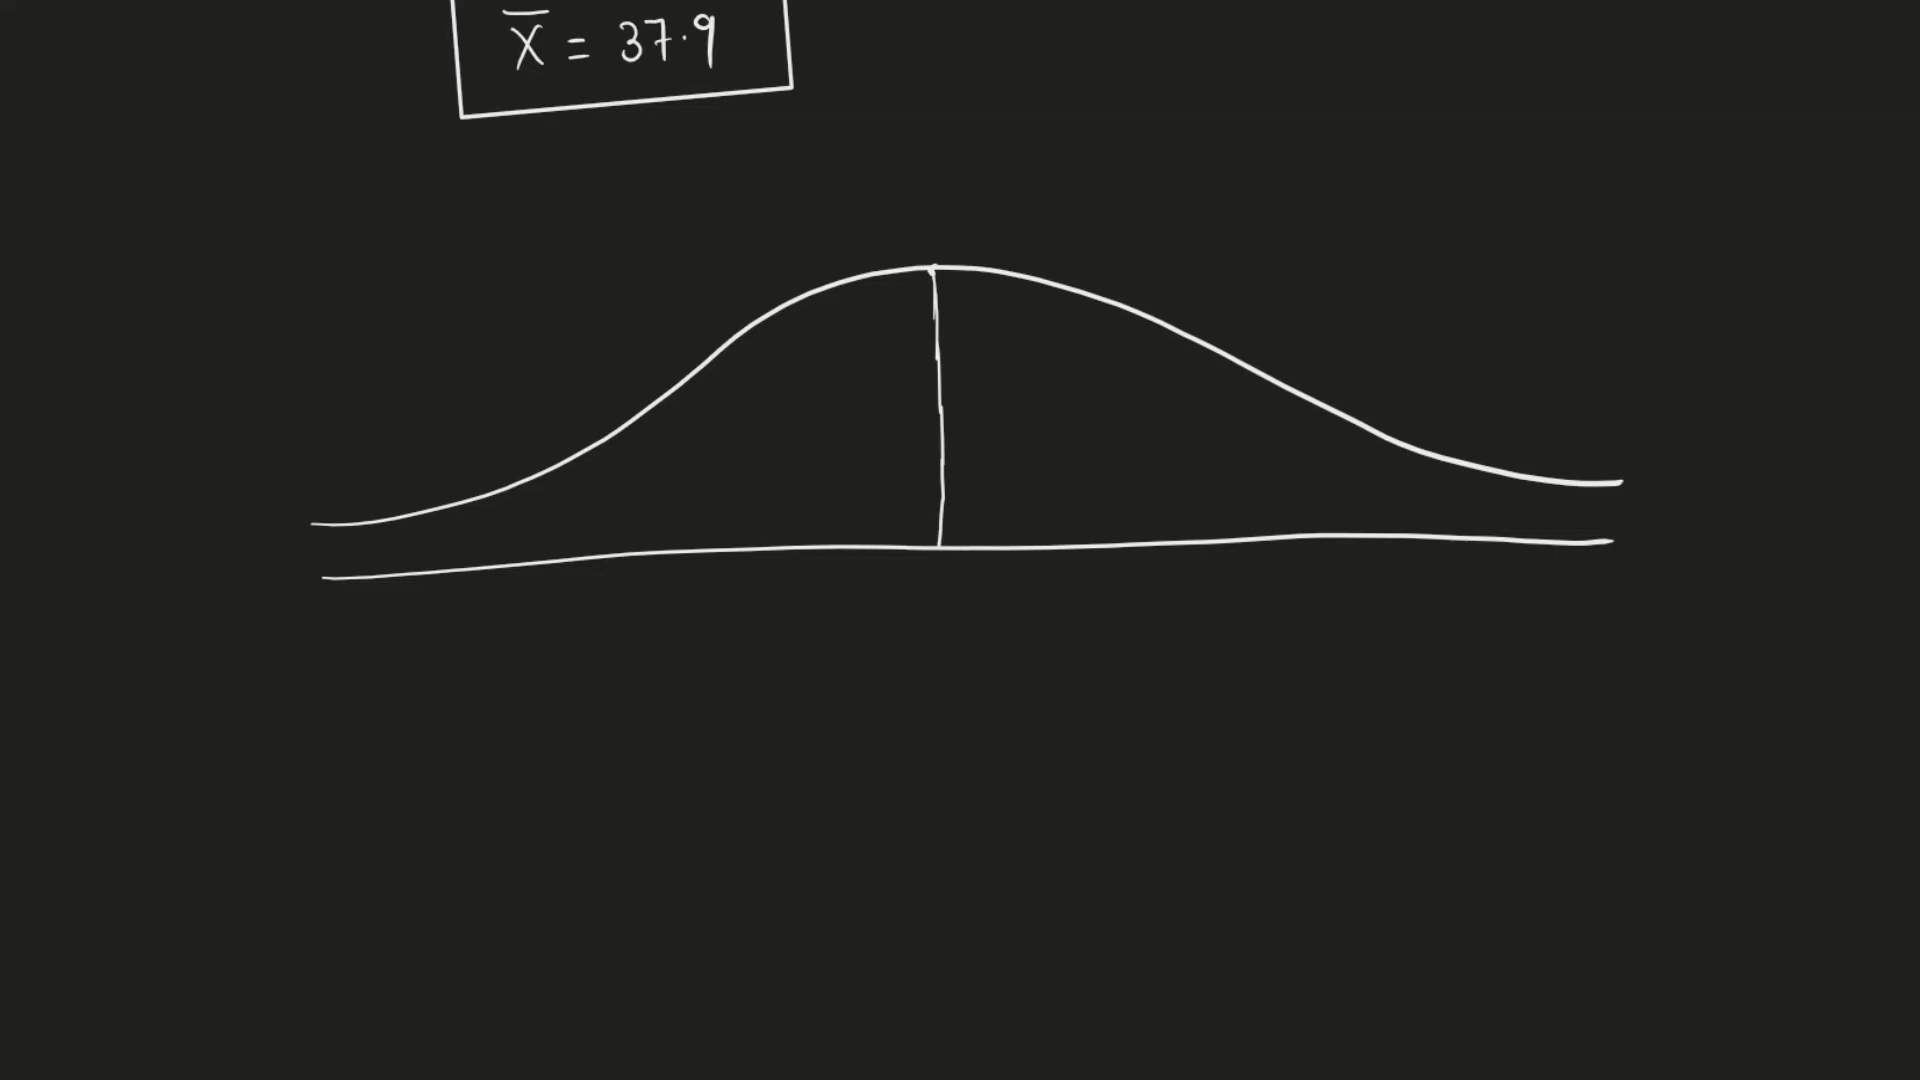 X̄ = 37.9